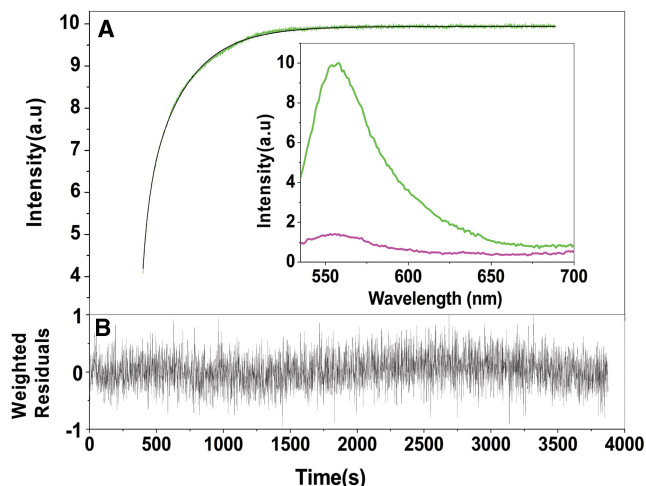 A
Intensity(a.u)
10
9
8
7
6
5
4
Intensity(a.u)
10
8
6
4
2
0
550 600 650 700
Wavelength (nm)
B
Weighted
Residuals
1
0
-1
0 500 1000 1500 2000 2500 3000 3500 4000
Time(s)